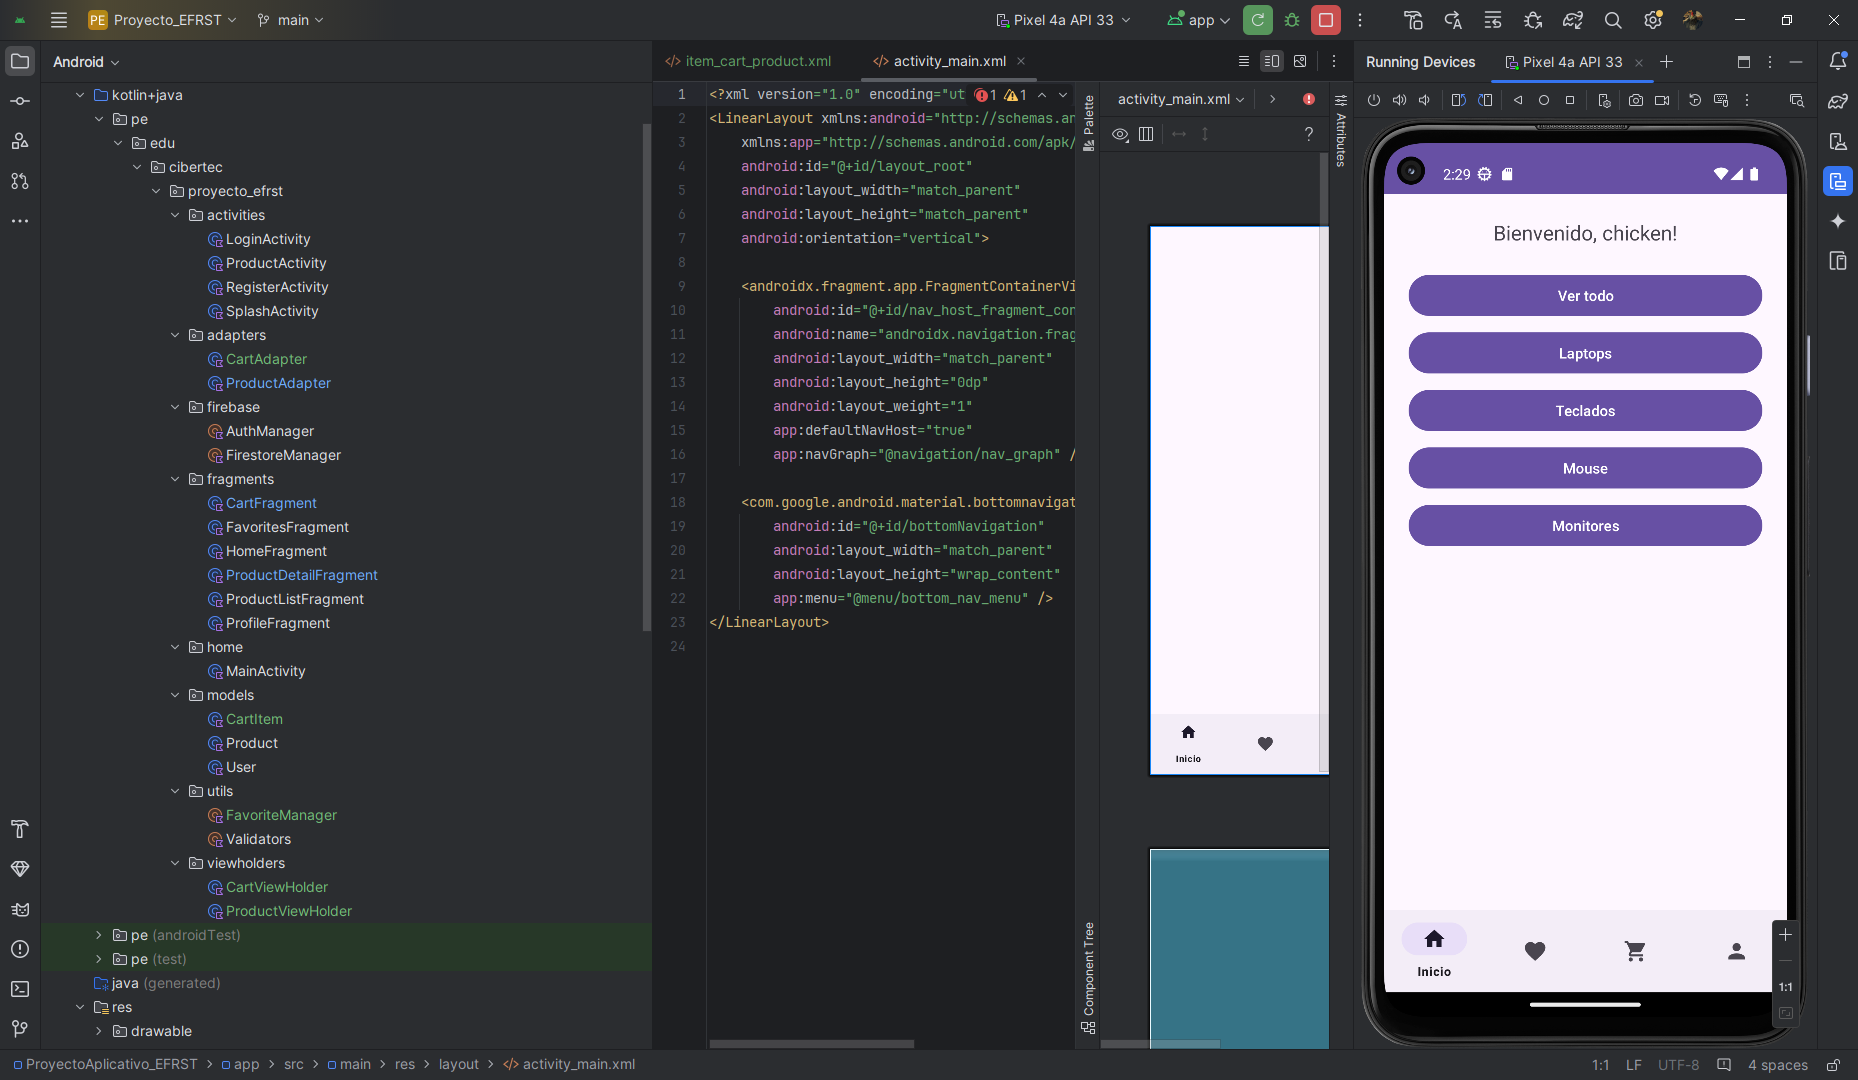 PE Proyecto_EFRST main Pixel 4a API 33 app
Android
kotlin+java
pe
edu
cibertec
proyecto_efrst
activities
LoginActivity
ProductActivity
RegisterActivity
SplashActivity
adapters
CartAdapter
ProductAdapter
firebase
AuthManager
FirestoreManager
fragments
CartFragment
FavoritesFragment
HomeFragment
ProductDetailFragment
ProductListFragment
ProfileFragment
home
MainActivity
models
CartItem
Product
User
utils
FavoriteManager
Validators
viewholders
CartViewHolder
ProductViewHolder
pe (androidTest)
pe (test)
java (generated)
res
drawable
</> item_cart_product.xml </> activity_main.xml
1 <?xml version="1.0" encoding="ut 1 1
2 <LinearLayout xmlns:android="http://schemas.an
3 xmlns:app="http://schemas.android.com/apk/
4 android:id="@+id/layout_root"
5 android:layout_width="match_parent"
6 android:layout_height="match_parent"
7 android:orientation="vertical">
8
9 <androidx.fragment.app.FragmentContainerVi
10 android:id="@+id/nav_host_fragment_con
11 android:name="androidx.navigation.frag
12 android:layout_width="match_parent"
13 android:layout_height="0dp"
14 android:layout_weight="1"
15 app:defaultNavHost="true"
16 app:navGraph="@navigation/nav_graph" /
17
18 <com.google.android.material.bottomnavigat
19 android:id="@+id/bottomNavigation"
20 android:layout_width="match_parent"
21 android:layout_height="wrap_content"
22 app:menu="@menu/bottom_nav_menu" />
23 </LinearLayout>
24
Palette
Component Tree
activity_main.xml
?
Attributes
Inicio
Running Devices Pixel 4a API 33
2:29
Bienvenido, chicken!
Ver todo
Laptops
Teclados
Mouse
Monitores
Inicio
1:1
ProyectoAplicativo_EFRST > app > src > main > res > layout > </> activity_main.xml
1:1 LF UTF-8 4 spaces